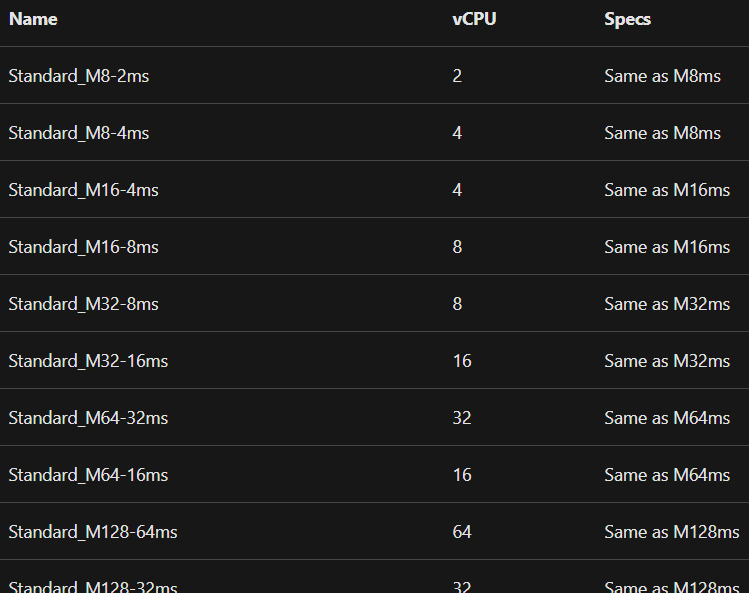 Name vCPU Specs
Standard_M8-2ms 2 Same as M8ms
Standard_M8-4ms 4 Same as M8ms
Standard_M16-4ms 4 Same as M16ms
Standard_M16-8ms 8 Same as M16ms
Standard_M32-8ms 8 Same as M32ms
Standard_M32-16ms 16 Same as M32ms
Standard_M64-32ms 32 Same as M64ms
Standard_M64-16ms 16 Same as M64ms
Standard_M128-64ms 64 Same as M128ms
Standard_M128-32ms 32 Same as M128ms